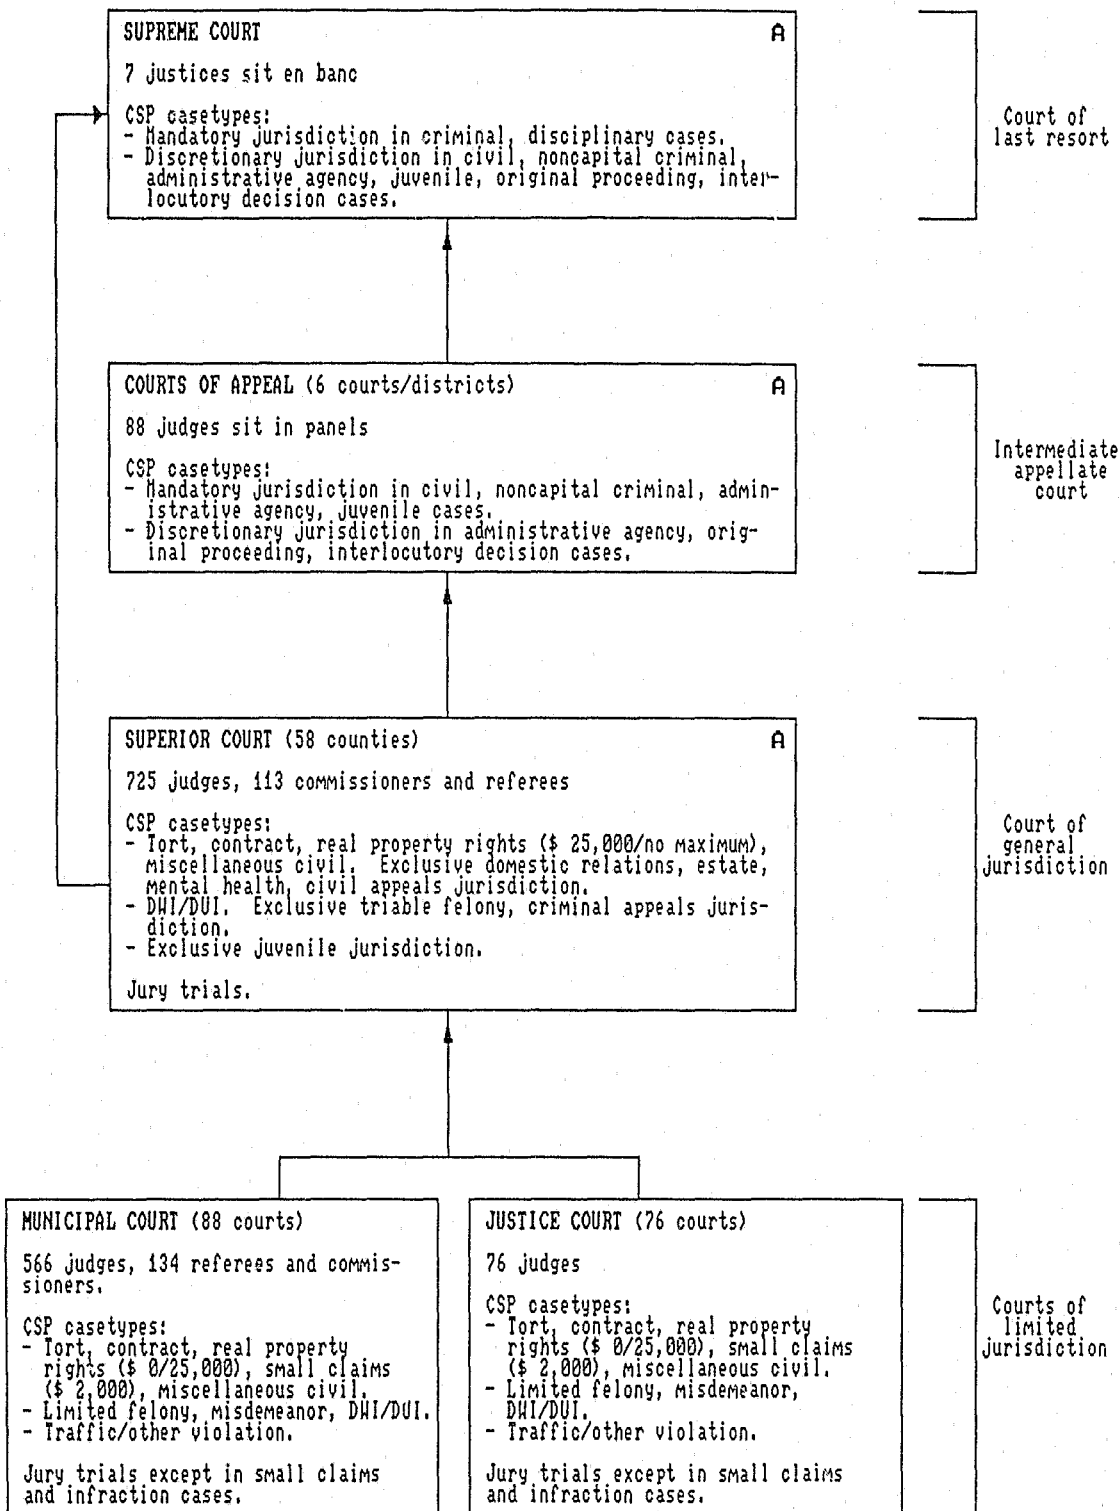 SUPREME COURT A
7 justices sit en banc
CSP casetypes:
- Mandatory jurisdiction in criminal, disciplinary cases.
- Discretionary jurisdiction in civil, noncapital criminal,
administrative agency, juvenile, original proceeding, inter-
locutory decision cases.
Court of
last resort
COURTS OF APPEAL (6 courts/districts) A
88 judges sit in panels
CSP casetypes:
- Mandatory jurisdiction in civil, noncapital criminal, admin-
istrative agency, juvenile cases.
- Discretionary jurisdiction in administrative agency, orig-
inal proceeding, interlocutory decision cases.
Intermediate
appellate
court
SUPERIOR COURT (58 counties) A
725 judges, 113 commissioners and referees
CSP casetypes:
- Tort, contract, real property rights ($ 25,000/no maximum),
miscellaneous civil. Exclusive domestic relations, estate,
mental health, civil appeals jurisdiction.
- DWI/DUI. Exclusive triable felony, criminal appeals juris-
diction.
- Exclusive juvenile jurisdiction.
Jury trials.
Court of
general
jurisdiction
MUNICIPAL COURT (88 courts)
566 judges, 134 referees and commis-
sioners.
CSP casetypes:
- Tort, contract, real property
rights ($ 0/25,000), small claims
($ 2,000), miscellaneous civil.
- Limited felony, misdemeanor, DWI/DUI.
- Traffic/other violation.
Jury trials except in small claims
and infraction cases.
JUSTICE COURT (76 courts)
76 judges
CSP casetypes:
- Tort, contract, real property
rights ($ 0/25,000), small claims
($ 2,000), miscellaneous civil.
- Limited felony, misdemeanor,
DWI/DUI.
- Traffic/other violation.
Jury trials except in small claims
and infraction cases.
Courts of
limited
jurisdiction